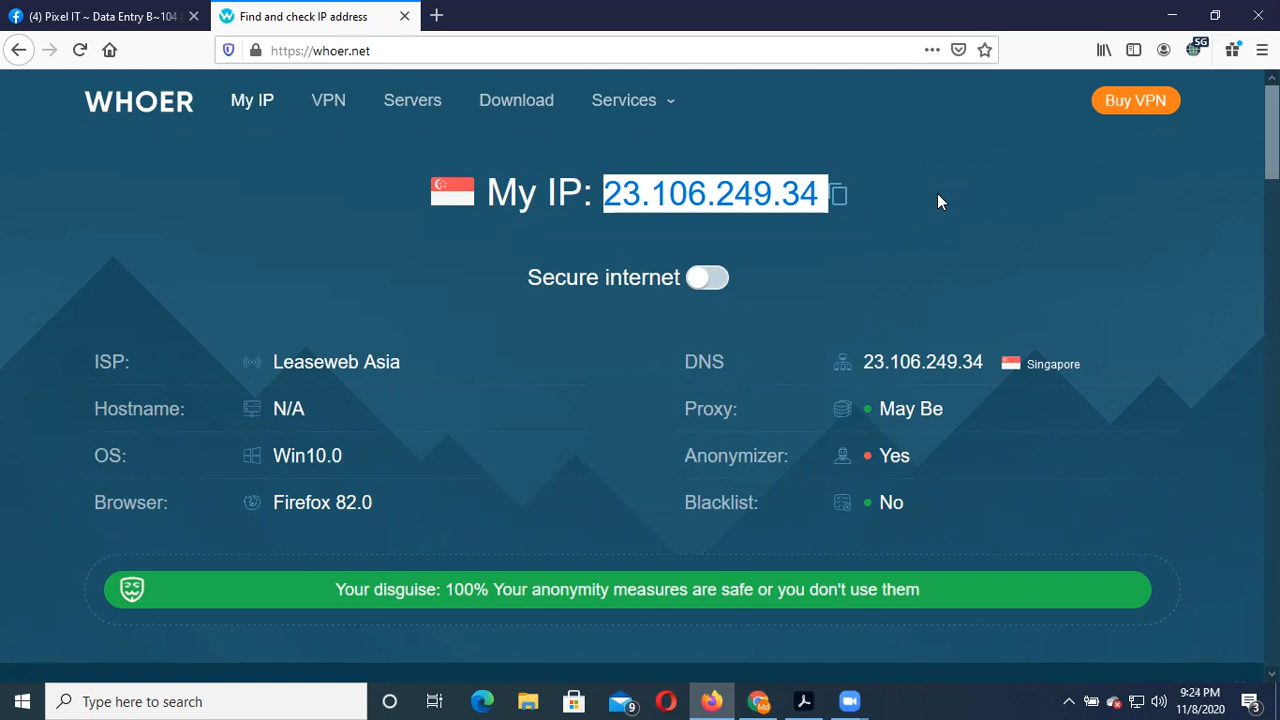 (4) Pixel IT ~ Data Entry B~104
Find and check IP address
https://whoer.net
SG
WHOER
My IP
VPN
Servers
Download
Services
Buy VPN
My IP: 23.106.249.34
Secure internet
ISP: Leaseweb Asia
DNS 23.106.249.34 Singapore
Hostname: N/A
Proxy: May Be
OS: Win10.0
Anonymizer: Yes
Browser: Firefox 82.0
Blacklist: No
Your disguise: 100% Your anonymity measures are safe or you don't use them
Type here to search
9
Md
9:24 PM
11/8/2020
3